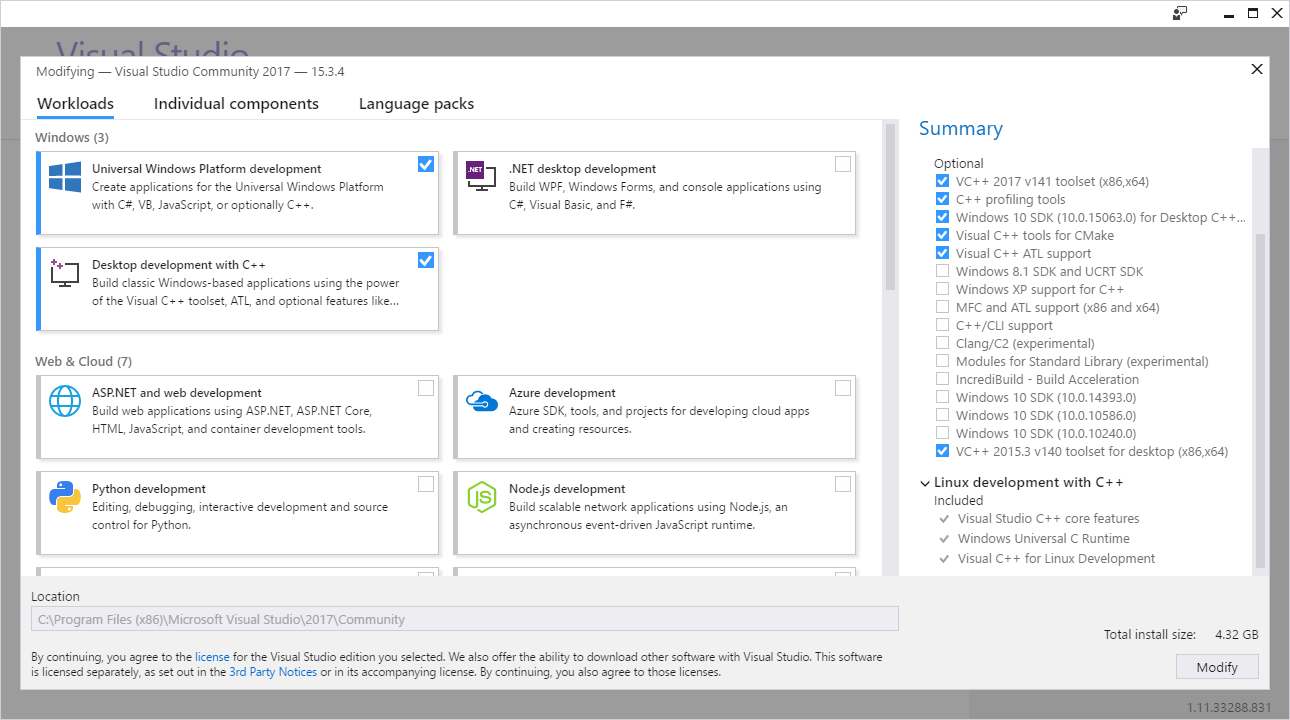 Visual Studio
Modifying — Visual Studio Community 2017 — 15.3.4
Workloads
Individual components
Language packs
Windows (3)
Universal Windows Platform development
Create applications for the Universal Windows Platform
with C#, VB, JavaScript, or optionally C++.
.NET
.NET desktop development
Build WPF, Windows Forms, and console applications using
C#, Visual Basic, and F#.
Desktop development with C++
Build classic Windows-based applications using the power
of the Visual C++ toolset, ATL, and optional features like...
Web & Cloud (7)
ASP.NET and web development
Build web applications using ASP.NET, ASP.NET Core,
HTML, JavaScript, and container development tools.
Azure development
Azure SDK, tools, and projects for developing cloud apps
and creating resources.
Python development
Editing, debugging, interactive development and source
control for Python.
JS
Node.js development
Build scalable network applications using Node.js, an
asynchronous event-driven JavaScript runtime.
Summary
Optional
VC++ 2017 v141 toolset (x86,x64)
C++ profiling tools
Windows 10 SDK (10.0.15063.0) for Desktop C++...
Visual C++ tools for CMake
Visual C++ ATL support
Windows 8.1 SDK and UCRT SDK
Windows XP support for C++
MFC and ATL support (x86 and x64)
C++/CLI support
Clang/C2 (experimental)
Modules for Standard Library (experimental)
IncrediBuild - Build Acceleration
Windows 10 SDK (10.0.14393.0)
Windows 10 SDK (10.0.10586.0)
Windows 10 SDK (10.0.10240.0)
VC++ 2015.3 v140 toolset for desktop (x86,x64)
Linux development with C++
Included
Visual Studio C++ core features
Windows Universal C Runtime
Visual C++ for Linux Development
Location
C:\Program Files (x86)\Microsoft Visual Studio\2017\Community
By continuing, you agree to the license for the Visual Studio edition you selected. We also offer the ability to download other software with Visual Studio. This software
is licensed separately, as set out in the 3rd Party Notices or in its accompanying license. By continuing, you also agree to those licenses.
Total install size: 4.32 GB
Modify
1.11.33288.831